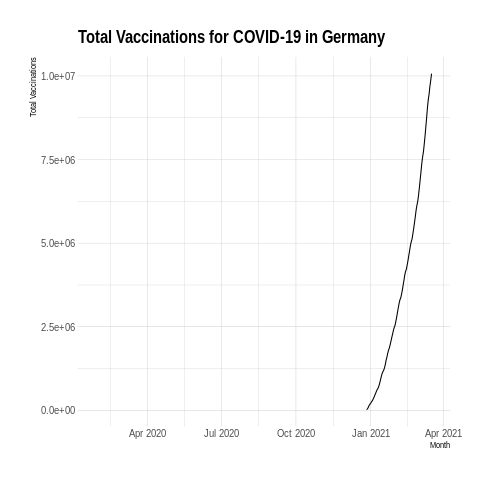 Total Vaccinations for COVID-19 in Germany
Total Vaccinations
1.0e+07
7.5e+06
5.0e+06
2.5e+06
0.0e+00
Apr 2020 Jul 2020 Oct 2020 Jan 2021 Apr 2021
Month